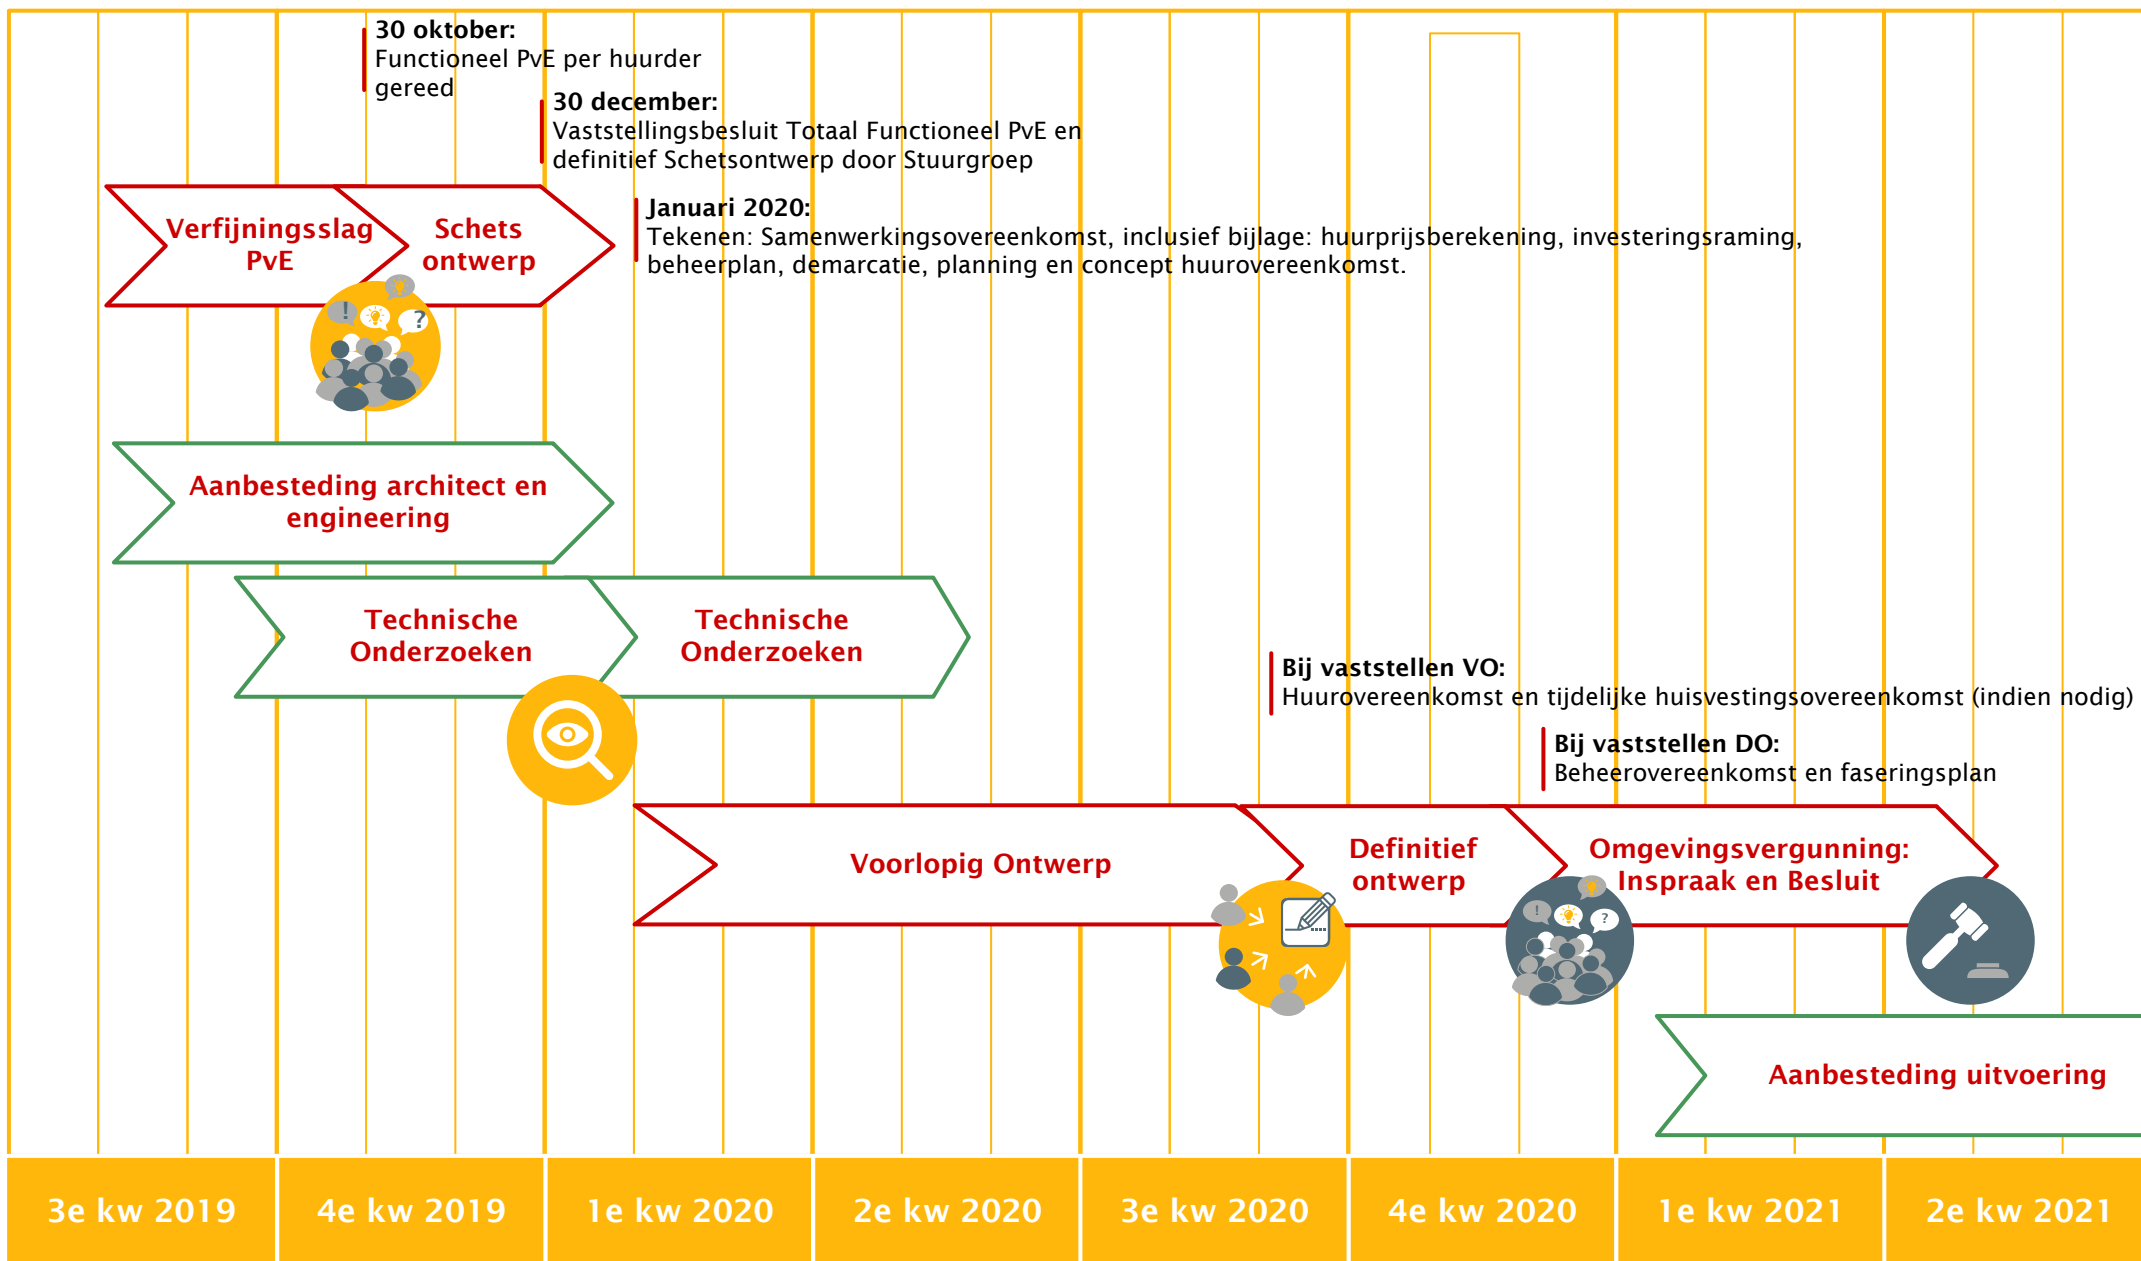 30 oktober:
Functioneel PvE per huurder
gereed
30 december:
Vaststellingsbesluit Totaal Functioneel PvE en
definitief Schetsontwerp door Stuurgroep
Januari 2020:
Tekenen: Samenwerkingsovereenkomst, inclusief bijlage: huurprijsberekening, investeringsraming,
beheerplan, demarcatie, planning en concept huurovereenkomst.
Verfijningsslag
PvE
Schets
ontwerp
!
?
Aanbesteding architect en
engineering
Technische
Onderzoeken
Technische
Onderzoeken
Bij vaststellen VO:
Huurovereenkomst en tijdelijke huisvestingsovereenkomst (indien nodig)
Bij vaststellen DO:
Beheerovereenkomst en faseringsplan
Voorlopig Ontwerp
Definitief
ontwerp
Omgevingsvergunning:
Inspraak en Besluit
!
?
Aanbesteding uitvoering
3e kw 2019
4e kw 2019
1e kw 2020
2e kw 2020
3e kw 2020
4e kw 2020
1e kw 2021
2e kw 2021